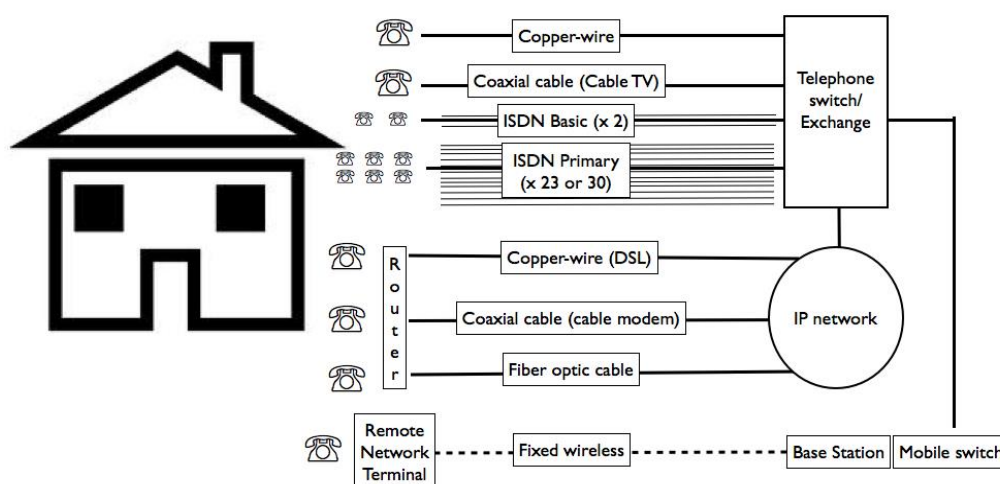 Copper-wire
Coaxial cable (Cable TV)
ISDN Basic (x 2)
ISDN Primary
(x 23 or 30)
Telephone
switch/
Exchange
Router
Copper-wire (DSL)
Coaxial cable (cable modem)
Fiber optic cable
IP network
Remote
Network
Terminal
Fixed wireless
Base Station
Mobile switch